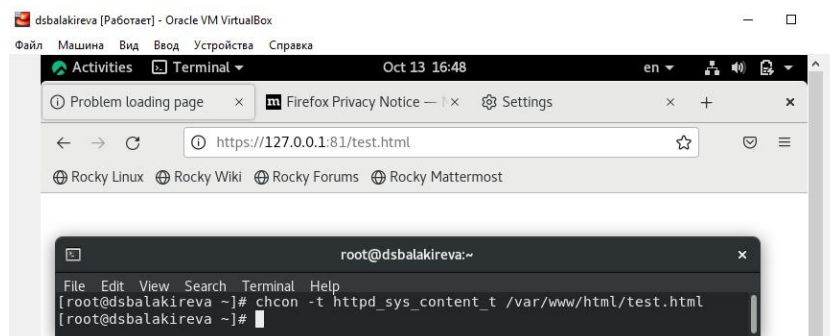 dsbalakireva [Работает] - Oracle VM VirtualBox
Файл Машина Вид Ввод Устройства Справка
Activities Terminal Oct 13 16:48 en
Problem loading page Firefox Privacy Notice — Settings
https://127.0.0.1:81/test.html
Rocky Linux Rocky Wiki Rocky Forums Rocky Mattermost
root@dsbalakireva:~
File Edit View Search Terminal Help
[root@dsbalakireva ~]# chcon -t httpd_sys_content_t /var/www/html/test.html
[root@dsbalakireva ~]#